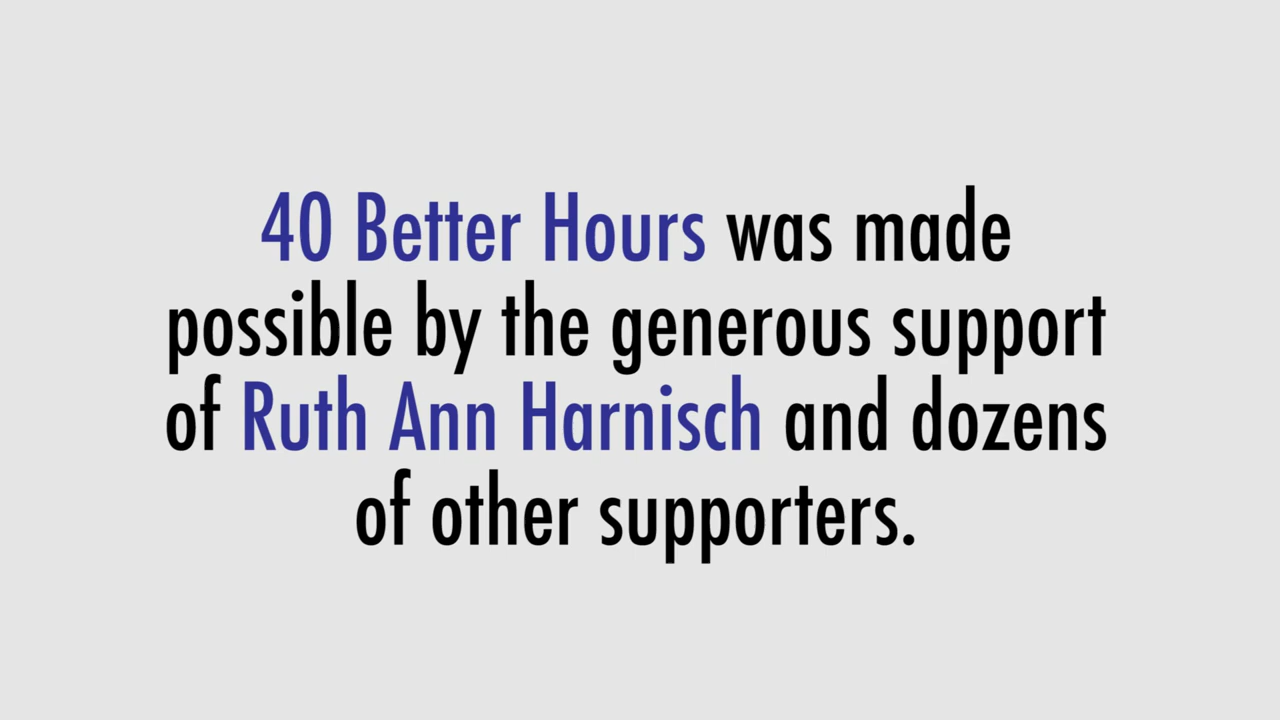 40 Better Hours was made
possible by the generous support
of Ruth Ann Harnisch and dozens
of other supporters.